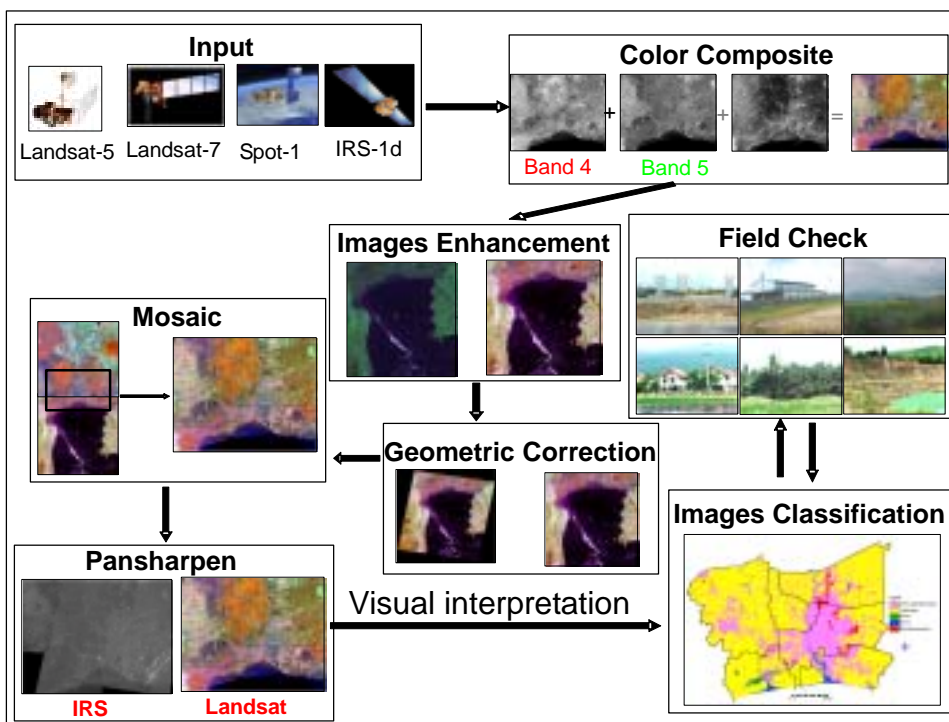 Input
Landsat-5 Landsat-7 Spot-1 IRS-1d
Color Composite
+ + =
Band 4 Band 5
Images Enhancement
Field Check
Mosaic
Geometric Correction
Images Classification
Pansharpen
IRS Landsat
Visual interpretation